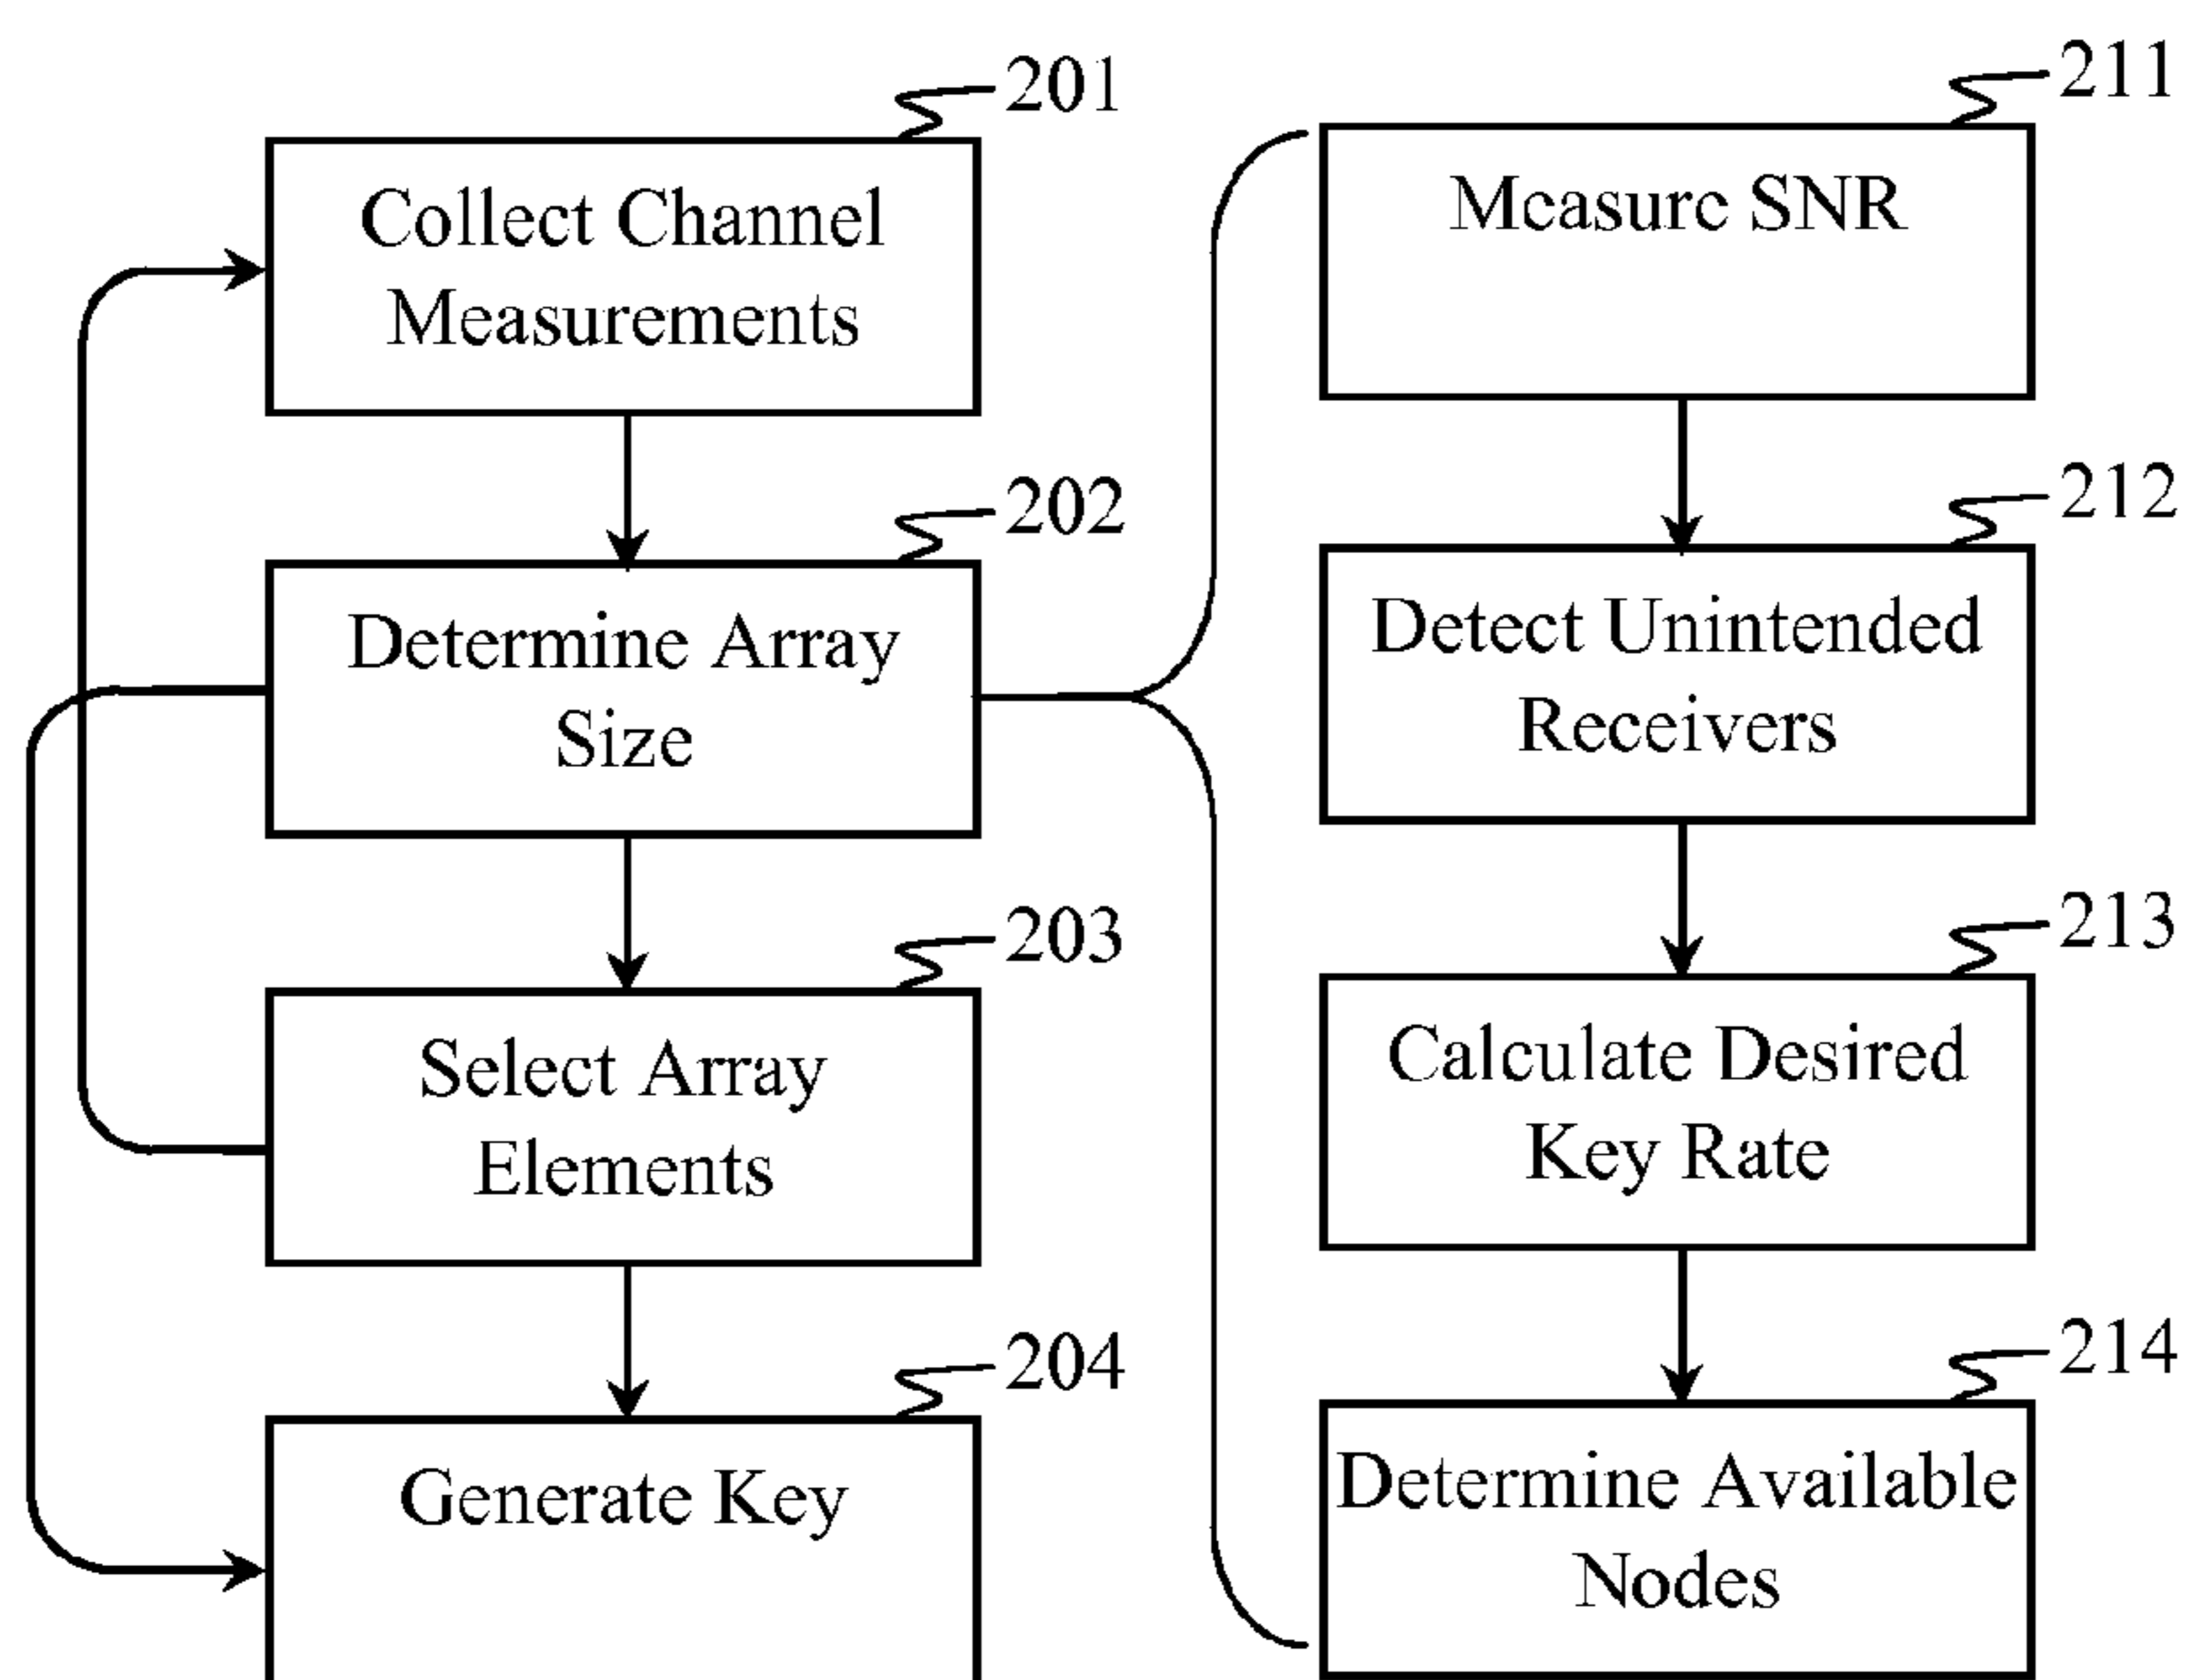 201
Collect Channel
Measurements
202
Determine Array
Size
203
Select Array
Elements
204
Generate Key
211
Measure SNR
212
Detect Unintended
Receivers
213
Calculate Desired
Key Rate
214
Determine Available
Nodes